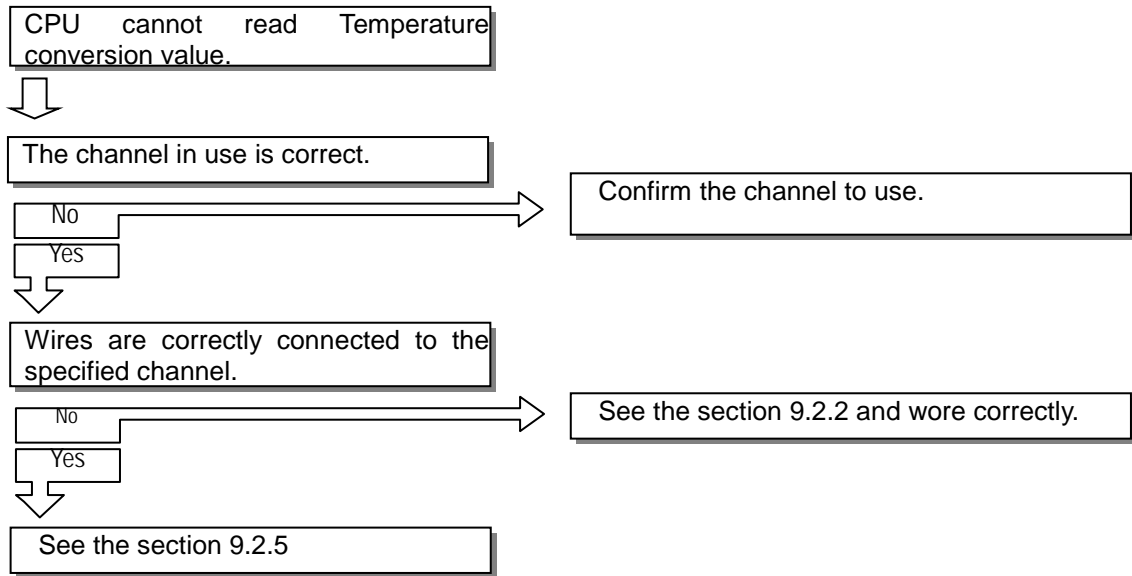 CPU cannot read Temperature
conversion value.
The channel in use is correct.
No
Confirm the channel to use.
Yes
Wires are correctly connected to the
specified channel.
No
See the section 9.2.2 and wore correctly.
Yes
See the section 9.2.5